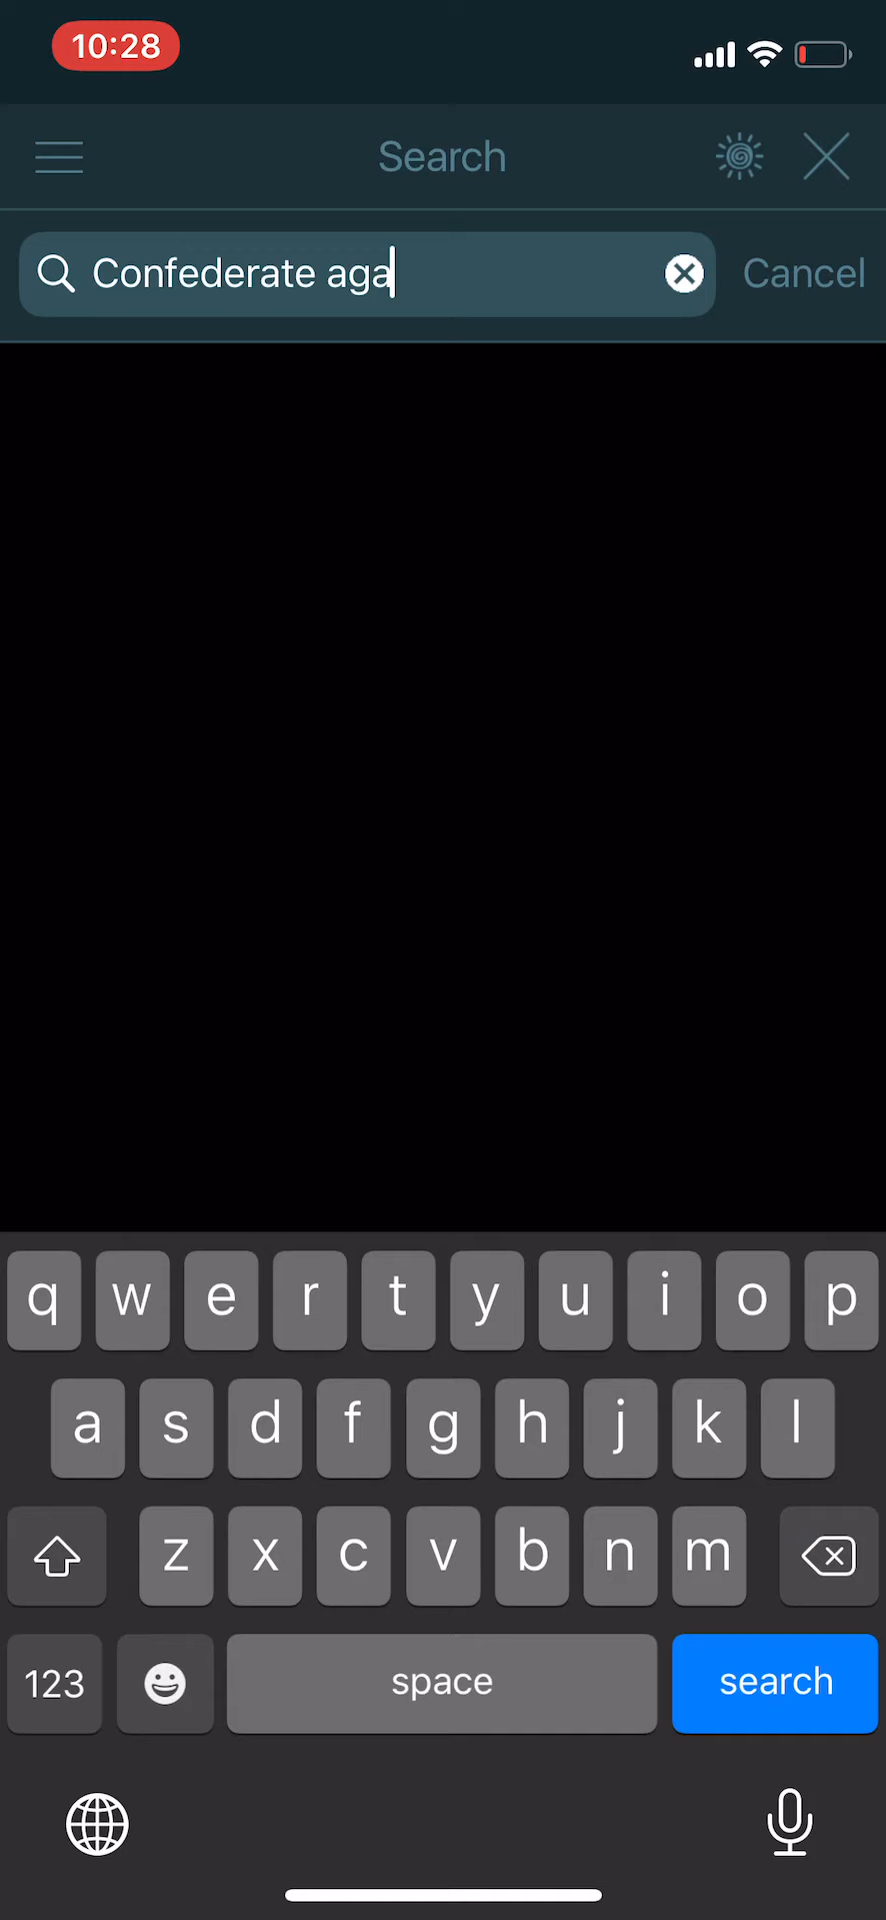 10:28
Search
Confederate aga
Cancel
q w e r t y u i o p
a s d f g h j k l
z x c v b n m
123 space search